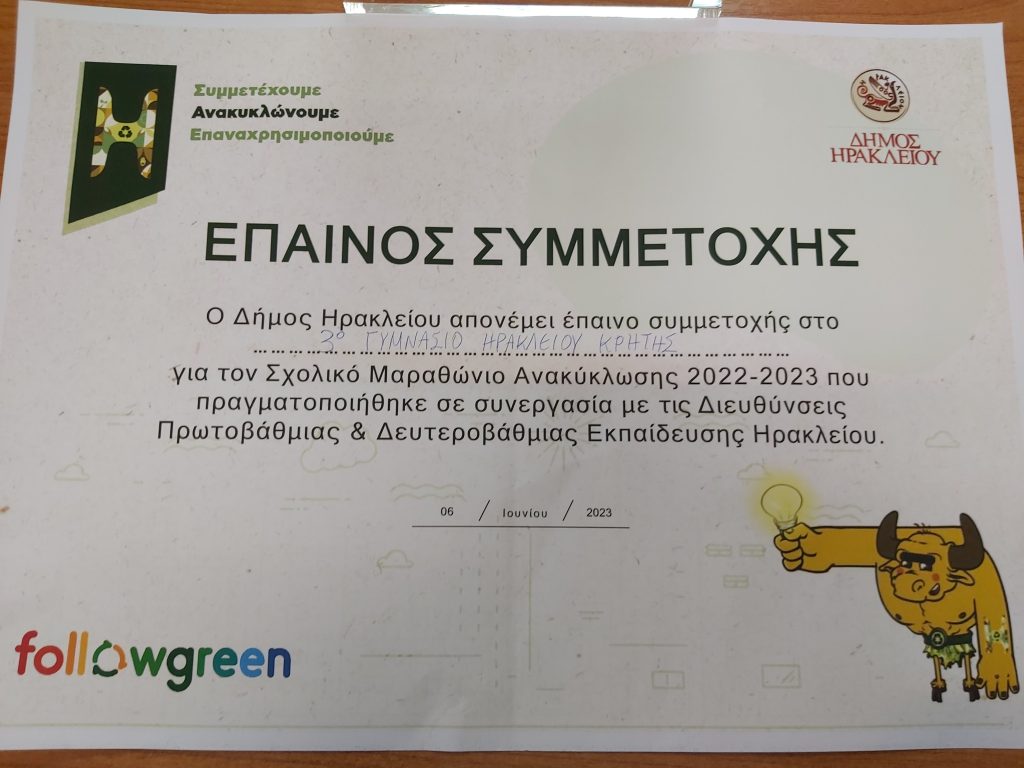 Συμμετέχουμε
Ανακυκλώνουμε
Επαναχρησιμοποιούμε
ΗΡΑΚΛΕΙΟΥ
ΔΗΜΟΣ
ΗΡΑΚΛΕΙΟΥ
ΕΠΑΙΝΟΣ ΣΥΜΜΕΤΟΧΗΣ
Ο Δήμος Ηρακλείου απονέμει έπαινο συμμετοχής στο
3ο ΓΥΜΝΑΣΙΟ ΗΡΑΚΛΕΙΟΥ ΚΡΗΤΗΣ
για τον Σχολικό Μαραθώνιο Ανακύκλωσης 2022-2023 που
πραγματοποιήθηκε σε συνεργασία με τις Διευθύνσεις
Πρωτοβάθμιας & Δευτεροβάθμιας Εκπαίδευσης Ηρακλείου.
06 / Ιουνίου / 2023
followgreen